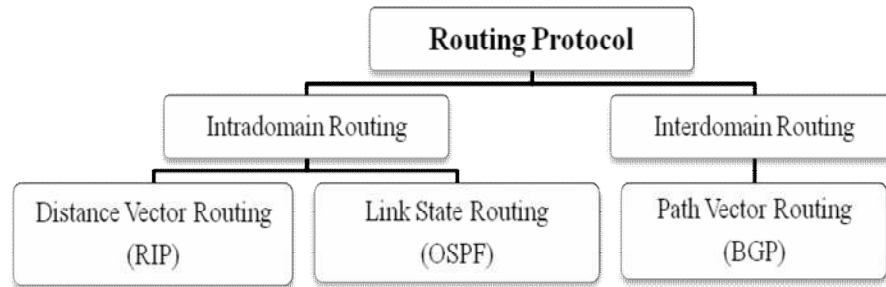 Routing Protocol
Intradomain Routing
Interdomain Routing
Distance Vector Routing
(RIP)
Link State Routing
(OSPF)
Path Vector Routing
(BGP)